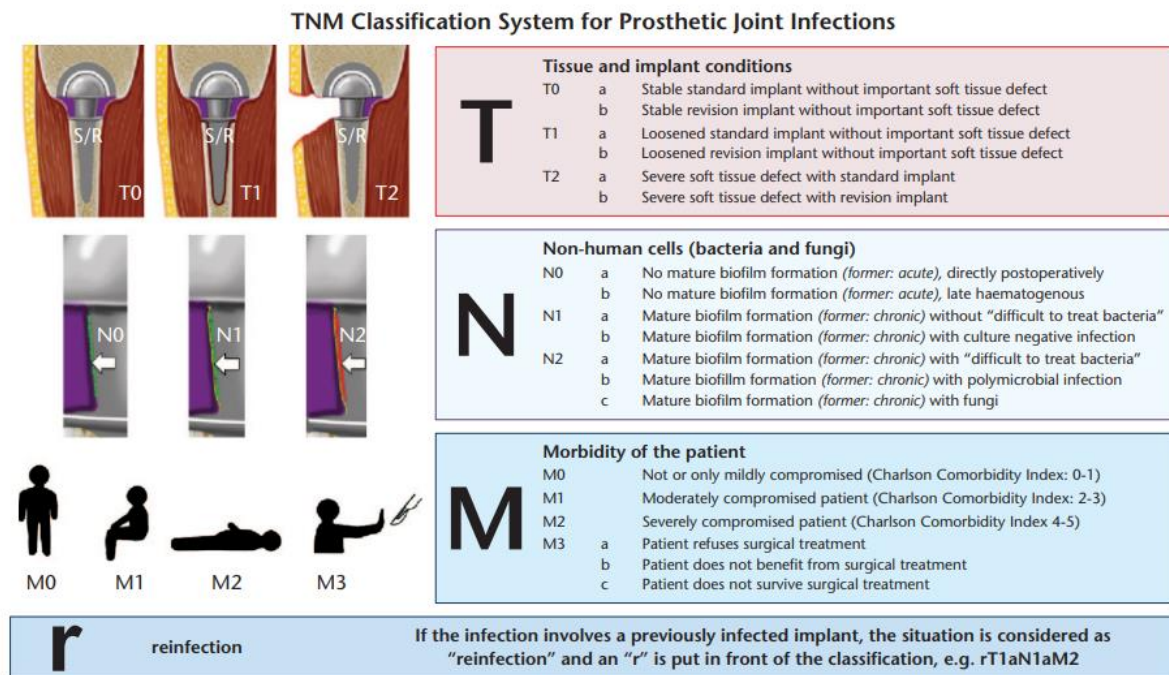 TNM Classification System for Prosthetic Joint Infections
S/R
T0
S/R
T1
S/R
T2
T
Tissue and implant conditions
T0 a Stable standard implant without important soft tissue defect
b Stable revision implant without important soft tissue defect
T1 a Loosened standard implant without important soft tissue defect
b Loosened revision implant without important soft tissue defect
T2 a Severe soft tissue defect with standard implant
b Severe soft tissue defect with revision implant
N0
N1
N2
N
Non-human cells (bacteria and fungi)
N0 a No mature biofilm formation (former: acute), directly postoperatively
b No mature biofilm formation (former: acute), late haematogenous
N1 a Mature biofilm formation (former: chronic) without “difficult to treat bacteria”
b Mature biofilm formation (former: chronic) with culture negative infection
N2 a Mature biofilm formation (former: chronic) with “difficult to treat bacteria”
b Mature biofillm formation (former: chronic) with polymicrobial infection
c Mature biofilm formation (former: chronic) with fungi
M0
M1
M2
M3
M
Morbidity of the patient
M0 Not or only mildly compromised (Charlson Comorbidity Index: 0-1)
M1 Moderately compromised patient (Charlson Comorbidity Index: 2-3)
M2 Severely compromised patient (Charlson Comorbidity Index 4-5)
M3 a Patient refuses surgical treatment
b Patient does not benefit from surgical treatment
c Patient does not survive surgical treatment
r
reinfection
If the infection involves a previously infected implant, the situation is considered as
“reinfection” and an “r” is put in front of the classification, e.g. rT1aN1aM2